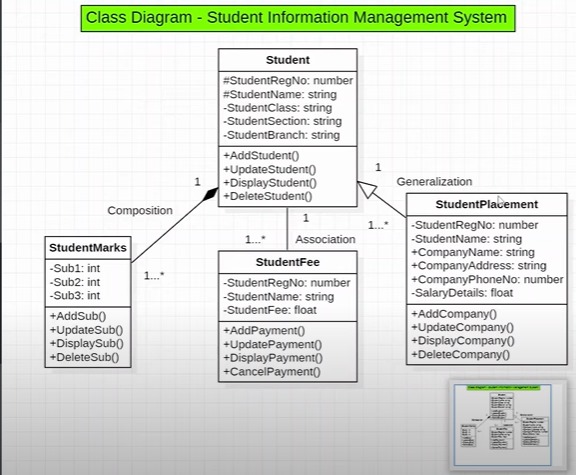 Class Diagram - Student Information Management System
Student
#StudentRegNo: number
#StudentName: string
-StudentClass: string
-StudentSection: string
-StudentBranch: string
+AddStudent()
+UpdateStudent()
+DisplayStudent()
+DeleteStudent()
1
Composition
1...*
StudentMarks
-Sub1: int
-Sub2: int
-Sub3: int
+AddSub()
+UpdateSub()
+DisplaySub()
+DeleteSub()
1
1...*
Association
StudentFee
-StudentRegNo: number
-StudentName: string
-StudentFee: float
+AddPayment()
+UpdatePayment()
+DisplayPayment()
+CancelPayment()
1
Generalization
1...*
StudentPlacement
-StudentRegNo: number
-StudentName: string
+CompanyName: string
+CompanyAddress: string
+CompanyPhoneNo: number
-SalaryDetails: float
+AddCompany()
+UpdateCompany()
+DisplayCompany()
+DeleteCompany()